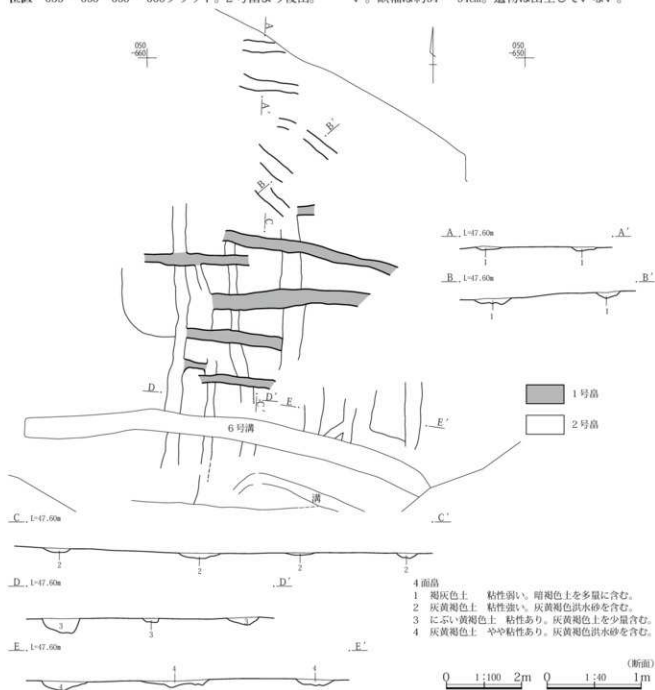 050
-660
050
-650
A
A'
B'
B
C
A L=47.60m A'
1 1
B L=47.60m B'
1 1
1号畠
2号畠
D
D'
C'
E
E'
6号溝
溝
C L=47.60m C'
2 2 2 2
D L=47.60m D'
3 3 3
E L=47.60m E'
4 4 4
4面畠
1 褐灰色土 粘性弱い。暗褐色土を多量に含む。
2 灰黄褐色土 粘性強い。灰黄褐色洪水砂を含む。
3 にぶい黄褐色土 粘性あり。灰黄褐色土を少量含む。
4 灰黄褐色土 やや粘性あり。灰黄褐色洪水砂を含む。
(断面)
0 1:100 2m 0 1:40 1m